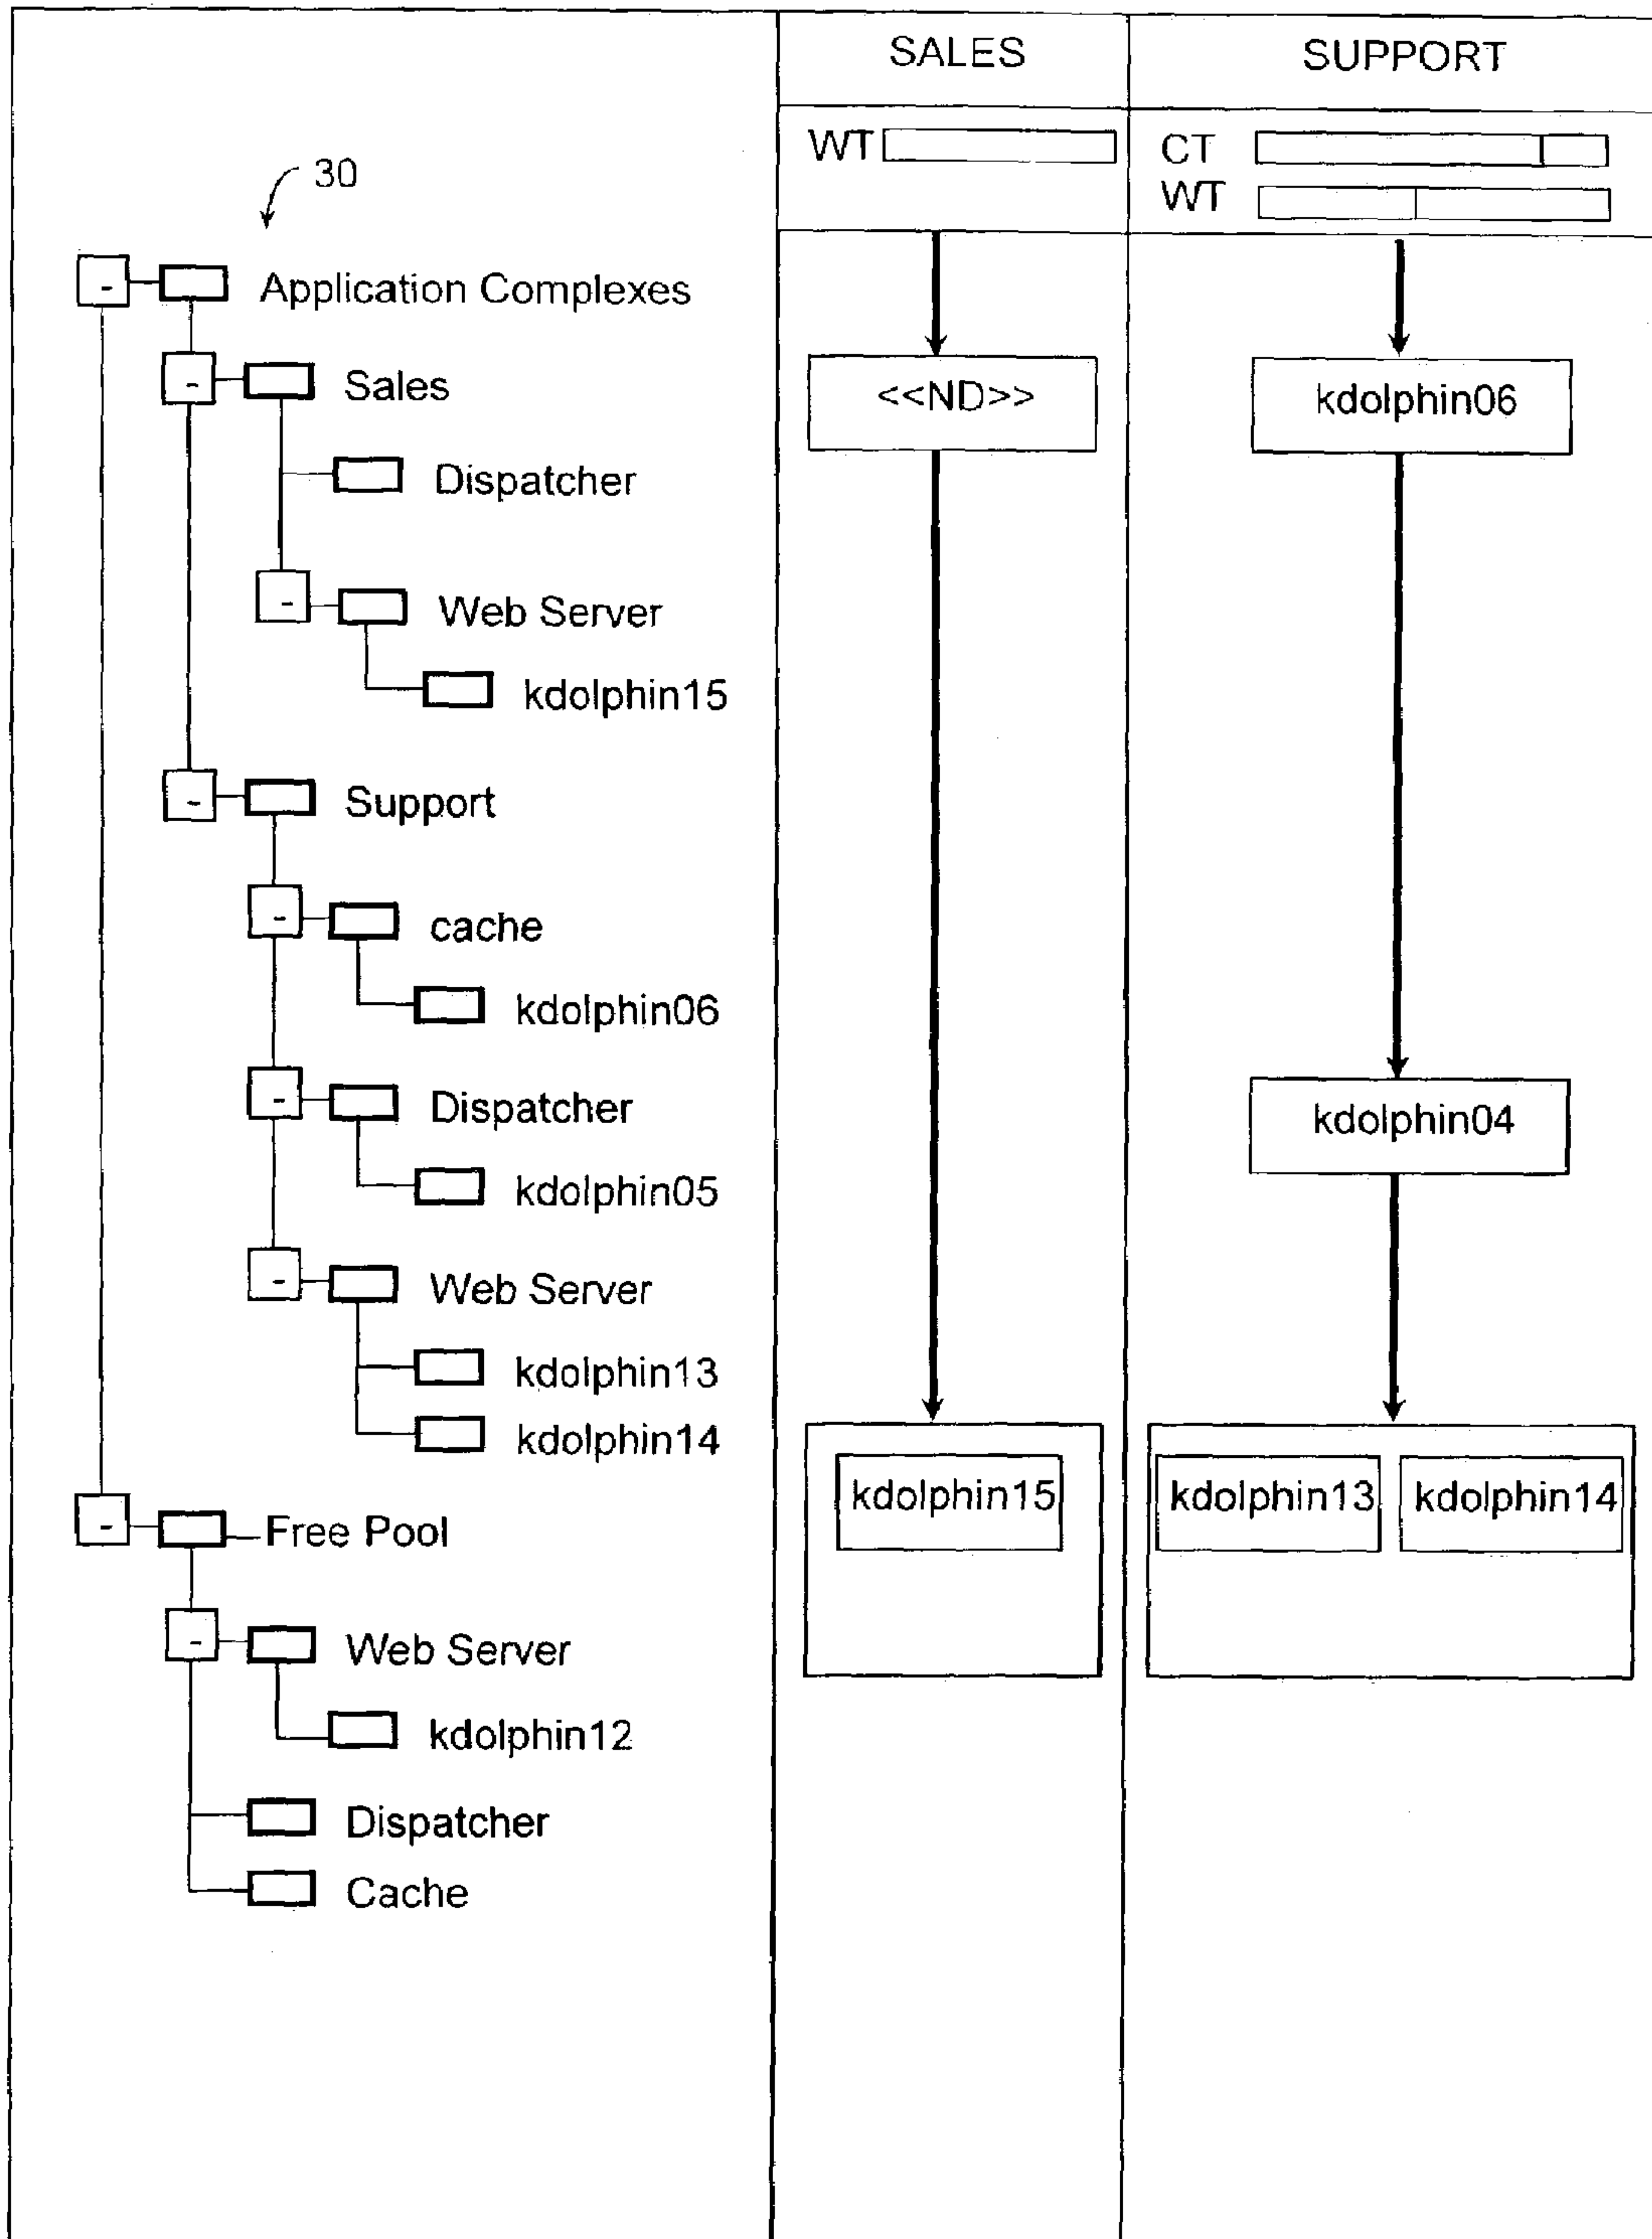 SALES
SUPPORT
WT
CT
WT
30
Application Complexes
Sales
Dispatcher
Web Server
kdolphin15
Support
cache
kdolphin06
Dispatcher
kdolphin05
Web Server
kdolphin13
kdolphin14
Free Pool
Web Server
kdolphin12
Dispatcher
Cache
<<ND>>
kdolphin15
kdolphin06
kdolphin04
kdolphin13
kdolphin14